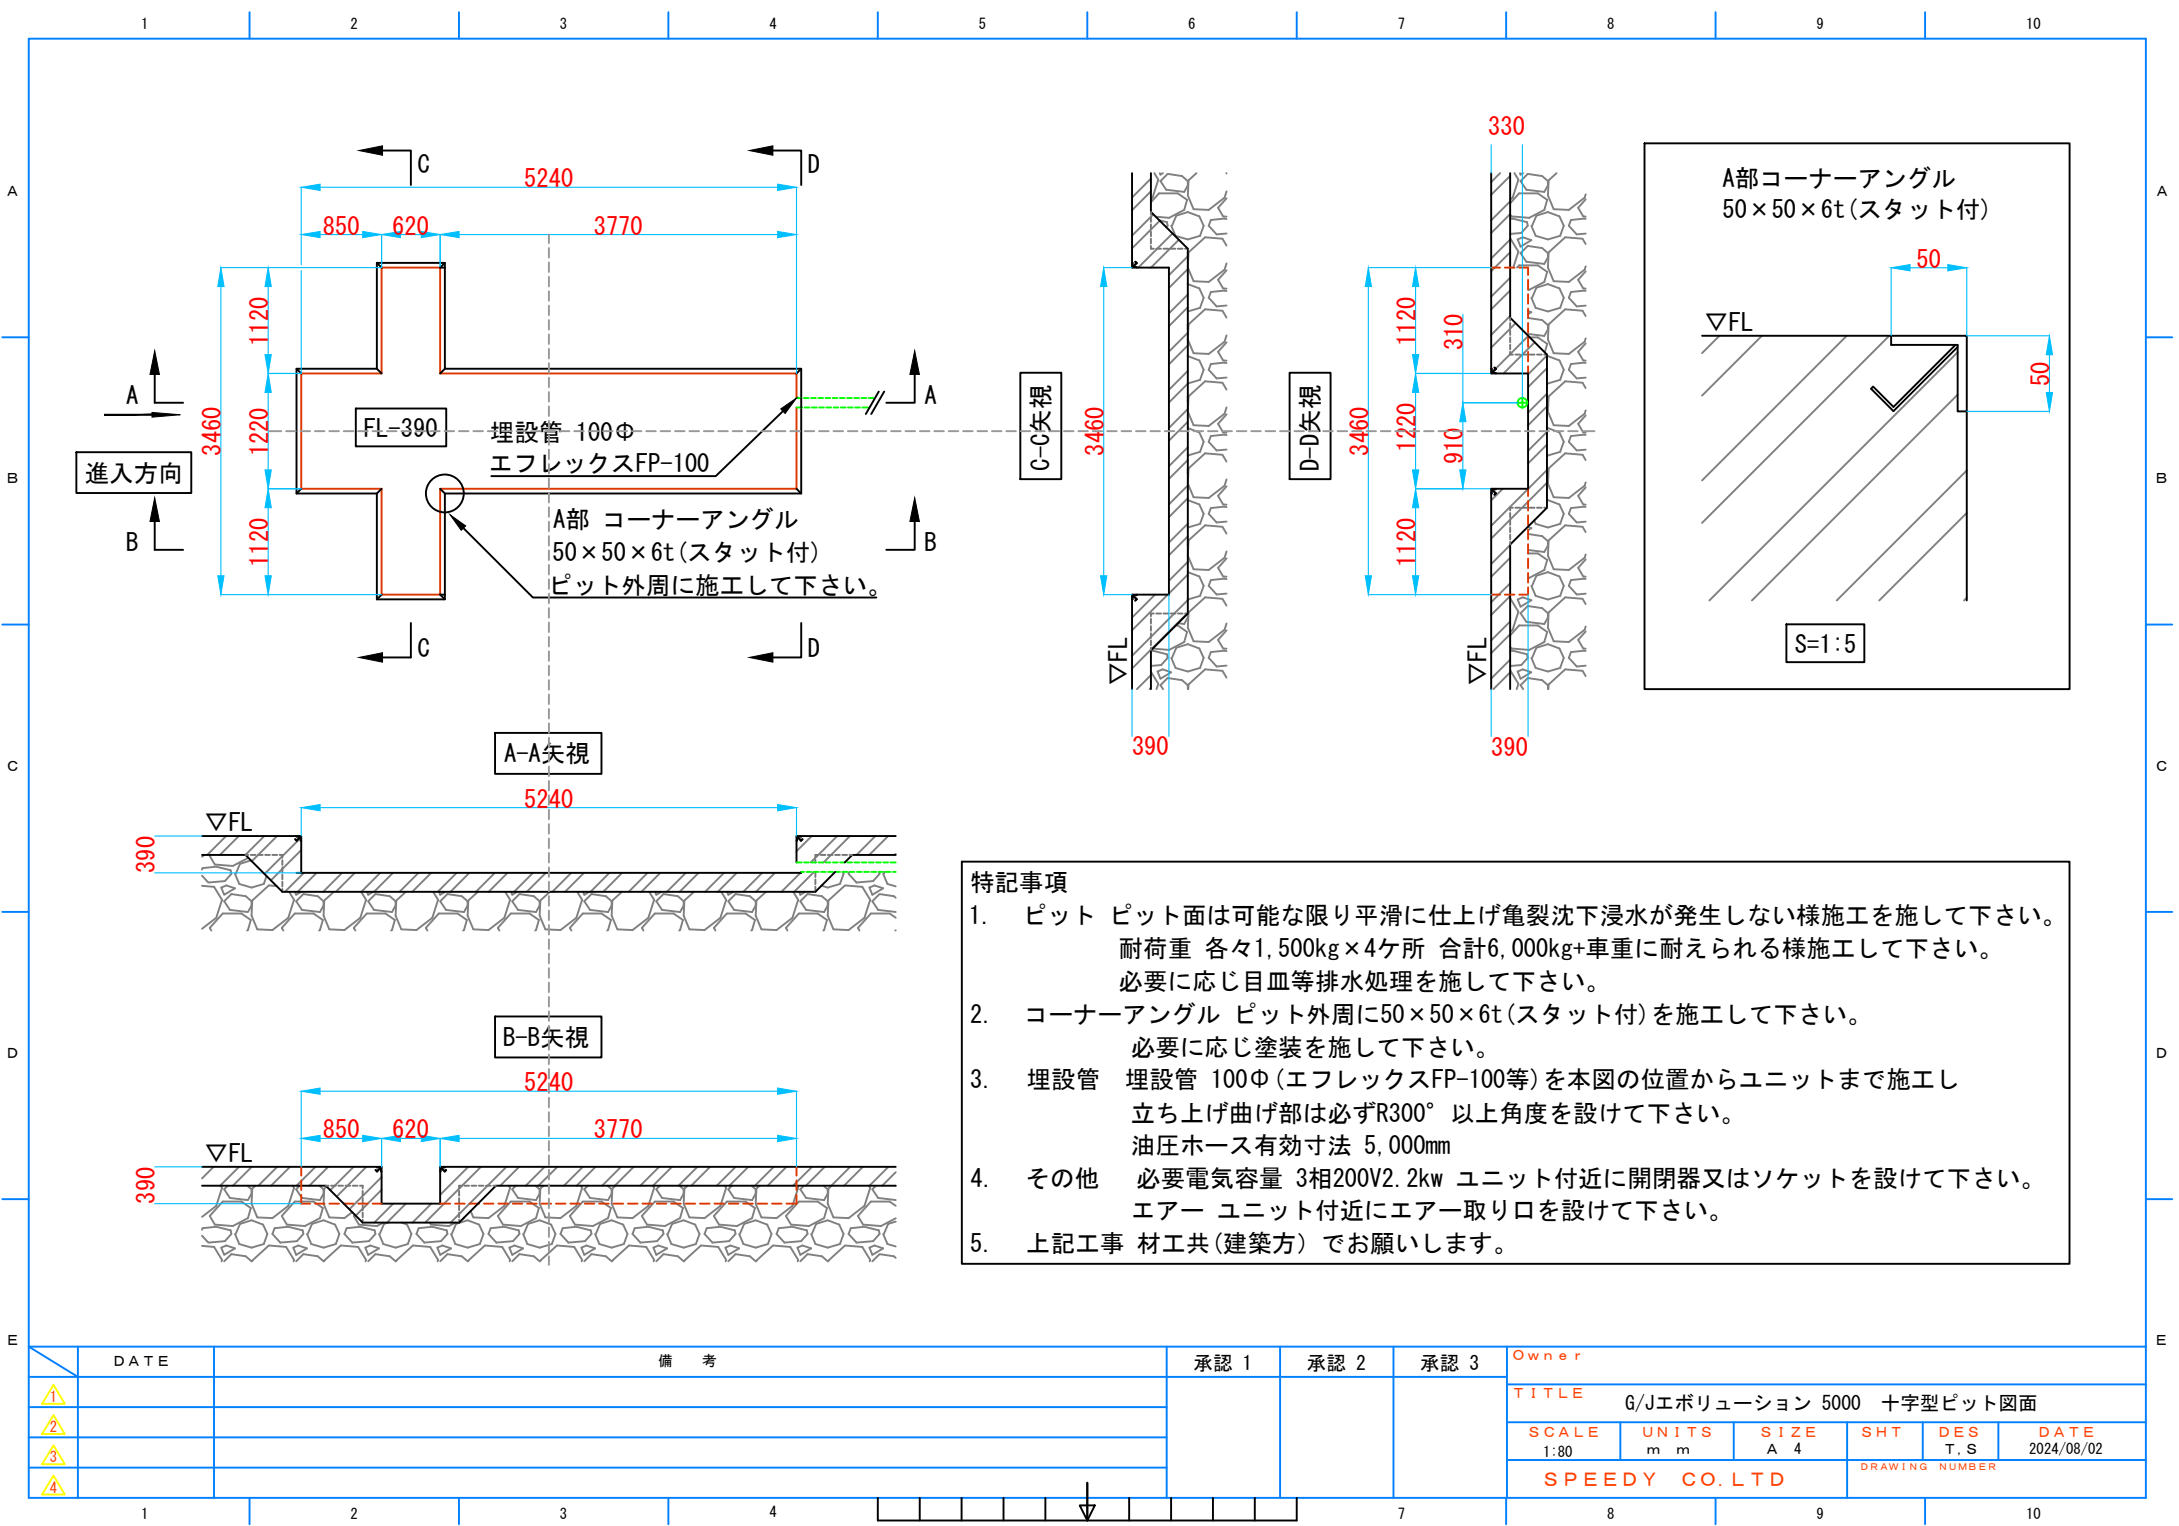 1 2 3 4 5 6 7 8 9 10
A
B
C
D
E
C
D
5240
850 620 3770
3460
1120
1220
1120
A
A
FL-390
埋設管 100Φ
エフレックスFP-100
進入方向
B
B
A部 コーナーアングル
50×50×6t(スタット付)
ピット外周に施工して下さい。
C
D
C-C矢視
3460
▽FL
390
D-D矢視
330
3460
1120
1220
1120
310
910
▽FL
390
A部コーナーアングル
50×50×6t(スタット付)
50
▽FL
50
S=1:5
A-A矢視
5240
▽FL
390
B-B矢視
5240
850 620 3770
▽FL
390
特記事項
1. ピット ピット面は可能な限り平滑に仕上げ亀裂沈下浸水が発生しない様施工を施して下さい。
耐荷重 各々1,500kg×4ケ所 合計6,000kg+車重に耐えられる様施工して下さい。
必要に応じ目皿等排水処理を施して下さい。
2. コーナーアングル ピット外周に50×50×6t(スタット付)を施工して下さい。
必要に応じ塗装を施して下さい。
3. 埋設管 埋設管 100Φ(エフレックスFP-100等)を本図の位置からユニットまで施工し
立ち上げ曲げ部は必ずR300°以上角度を設けて下さい。
油圧ホース有効寸法 5,000mm
4. その他 必要電気容量 3相200V2.2kw ユニット付近に開閉器又はソケットを設けて下さい。
エアー ユニット付近にエアー取り口を設けて下さい。
5. 上記工事 材工共(建築方) でお願いします。
A
B
C
D
E
DATE 備考 承認 1 承認 2 承認 3
1
2
3
4
Owner
TITLE G/Jエボリューション 5000 十字型ピット図面
SCALE UNITS SIZE SHT DES DATE
1:80 mm A 4 T,S 2024/08/02
SPEEDY CO.LTD DRAWING NUMBER
1 2 3 4 7 8 9 10